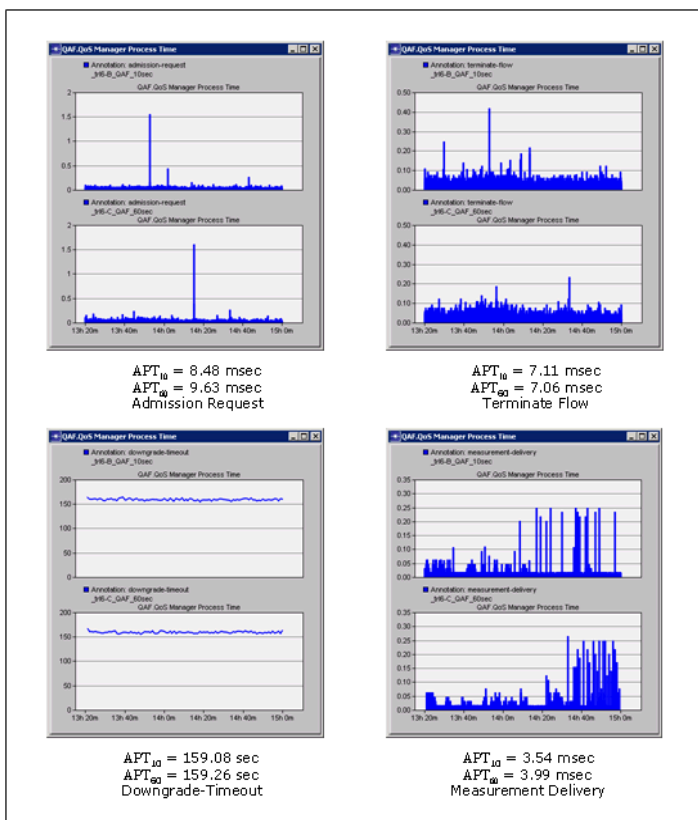 QAF.QoS Manager Process Time
Annotation: admission-request
_trl6-B_QAF_10sec
QAF.QoS Manager Process Time
2
1.5
1
0.5
0
Annotation: admission-request
_trl6-C_QAF_60sec
QAF.QoS Manager Process Time
2
1.5
1
0.5
0
13h 20m 13h 40m 14h 0m 14h 20m 14h 40m 15h 0m
APT10 = 8.48 msec
APT60 = 9.63 msec
Admission Request
QAF.QoS Manager Process Time
Annotation: terminate-flow
_trl6-B_QAF_10sec
QAF.QoS Manager Process Time
0.50
0.40
0.30
0.20
0.10
0.00
Annotation: terminate-flow
_trl6-C_QAF_60sec
QAF.QoS Manager Process Time
0.50
0.40
0.30
0.20
0.10
0.00
13h 20m 13h 40m 14h 0m 14h 20m 14h 40m 15h 0m
APT10 = 7.11 msec
APT60 = 7.06 msec
Terminate Flow
QAF.QoS Manager Process Time
Annotation: downgrade-timeout
_trl6-B_QAF_10sec
QAF.QoS Manager Process Time
200
150
100
50
0
Annotation: downgrade-timeout
_trl6-C_QAF_60sec
QAF.QoS Manager Process Time
200
150
100
50
0
13h 20m 13h 40m 14h 0m 14h 20m 14h 40m 15h 0m
APT10 = 159.08 sec
APT60 = 159.26 sec
Downgrade-Timeout
QAF.QoS Manager Process Time
Annotation: measurement-delivery
_trl6-B_QAF_10sec
QAF.QoS Manager Process Time
0.35
0.30
0.25
0.20
0.15
0.10
0.05
0.00
Annotation: measurement-delivery
_trl6-C_QAF_60sec
QAF.QoS Manager Process Time
0.35
0.30
0.25
0.20
0.15
0.10
0.05
0.00
13h 20m 13h 40m 14h 0m 14h 20m 14h 40m 15h 0m
APT10 = 3.54 msec
APT60 = 3.99 msec
Measurement Delivery